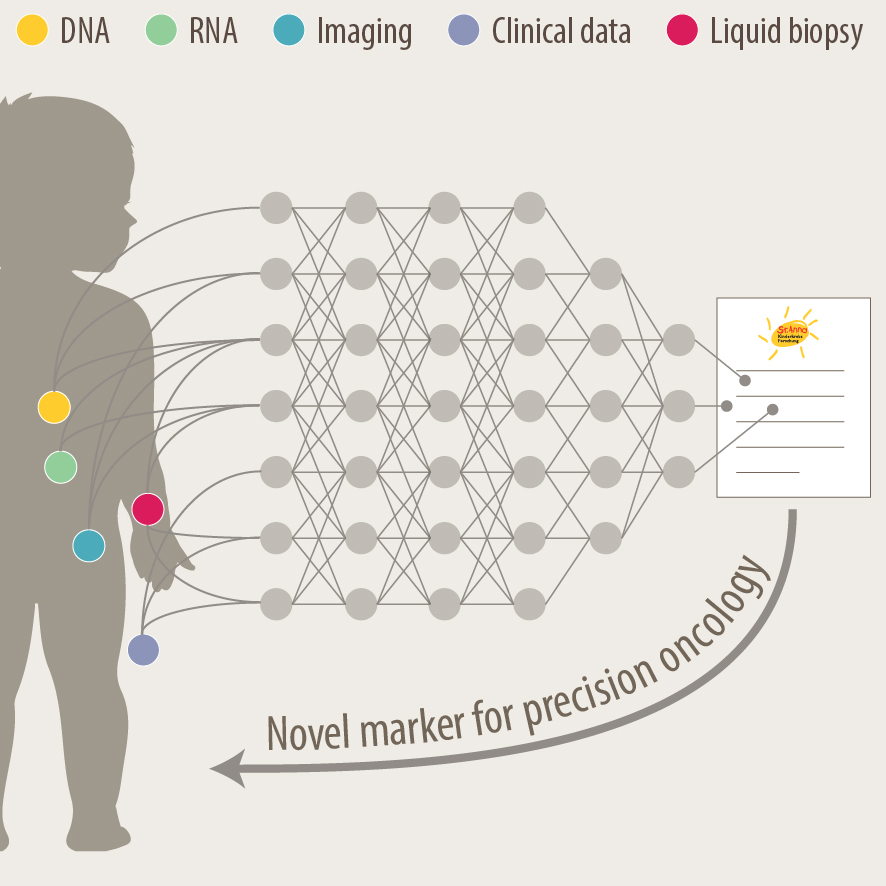 DNA
RNA
Imaging
Clinical data
Liquid biopsy
St. Anna
Kinderkrebs
Forschung
Novel marker for precision oncology